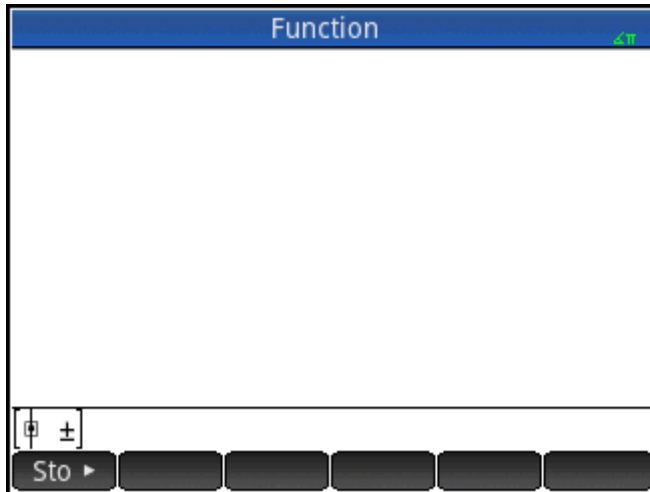 Function
∡π
[ ±]
Sto ►